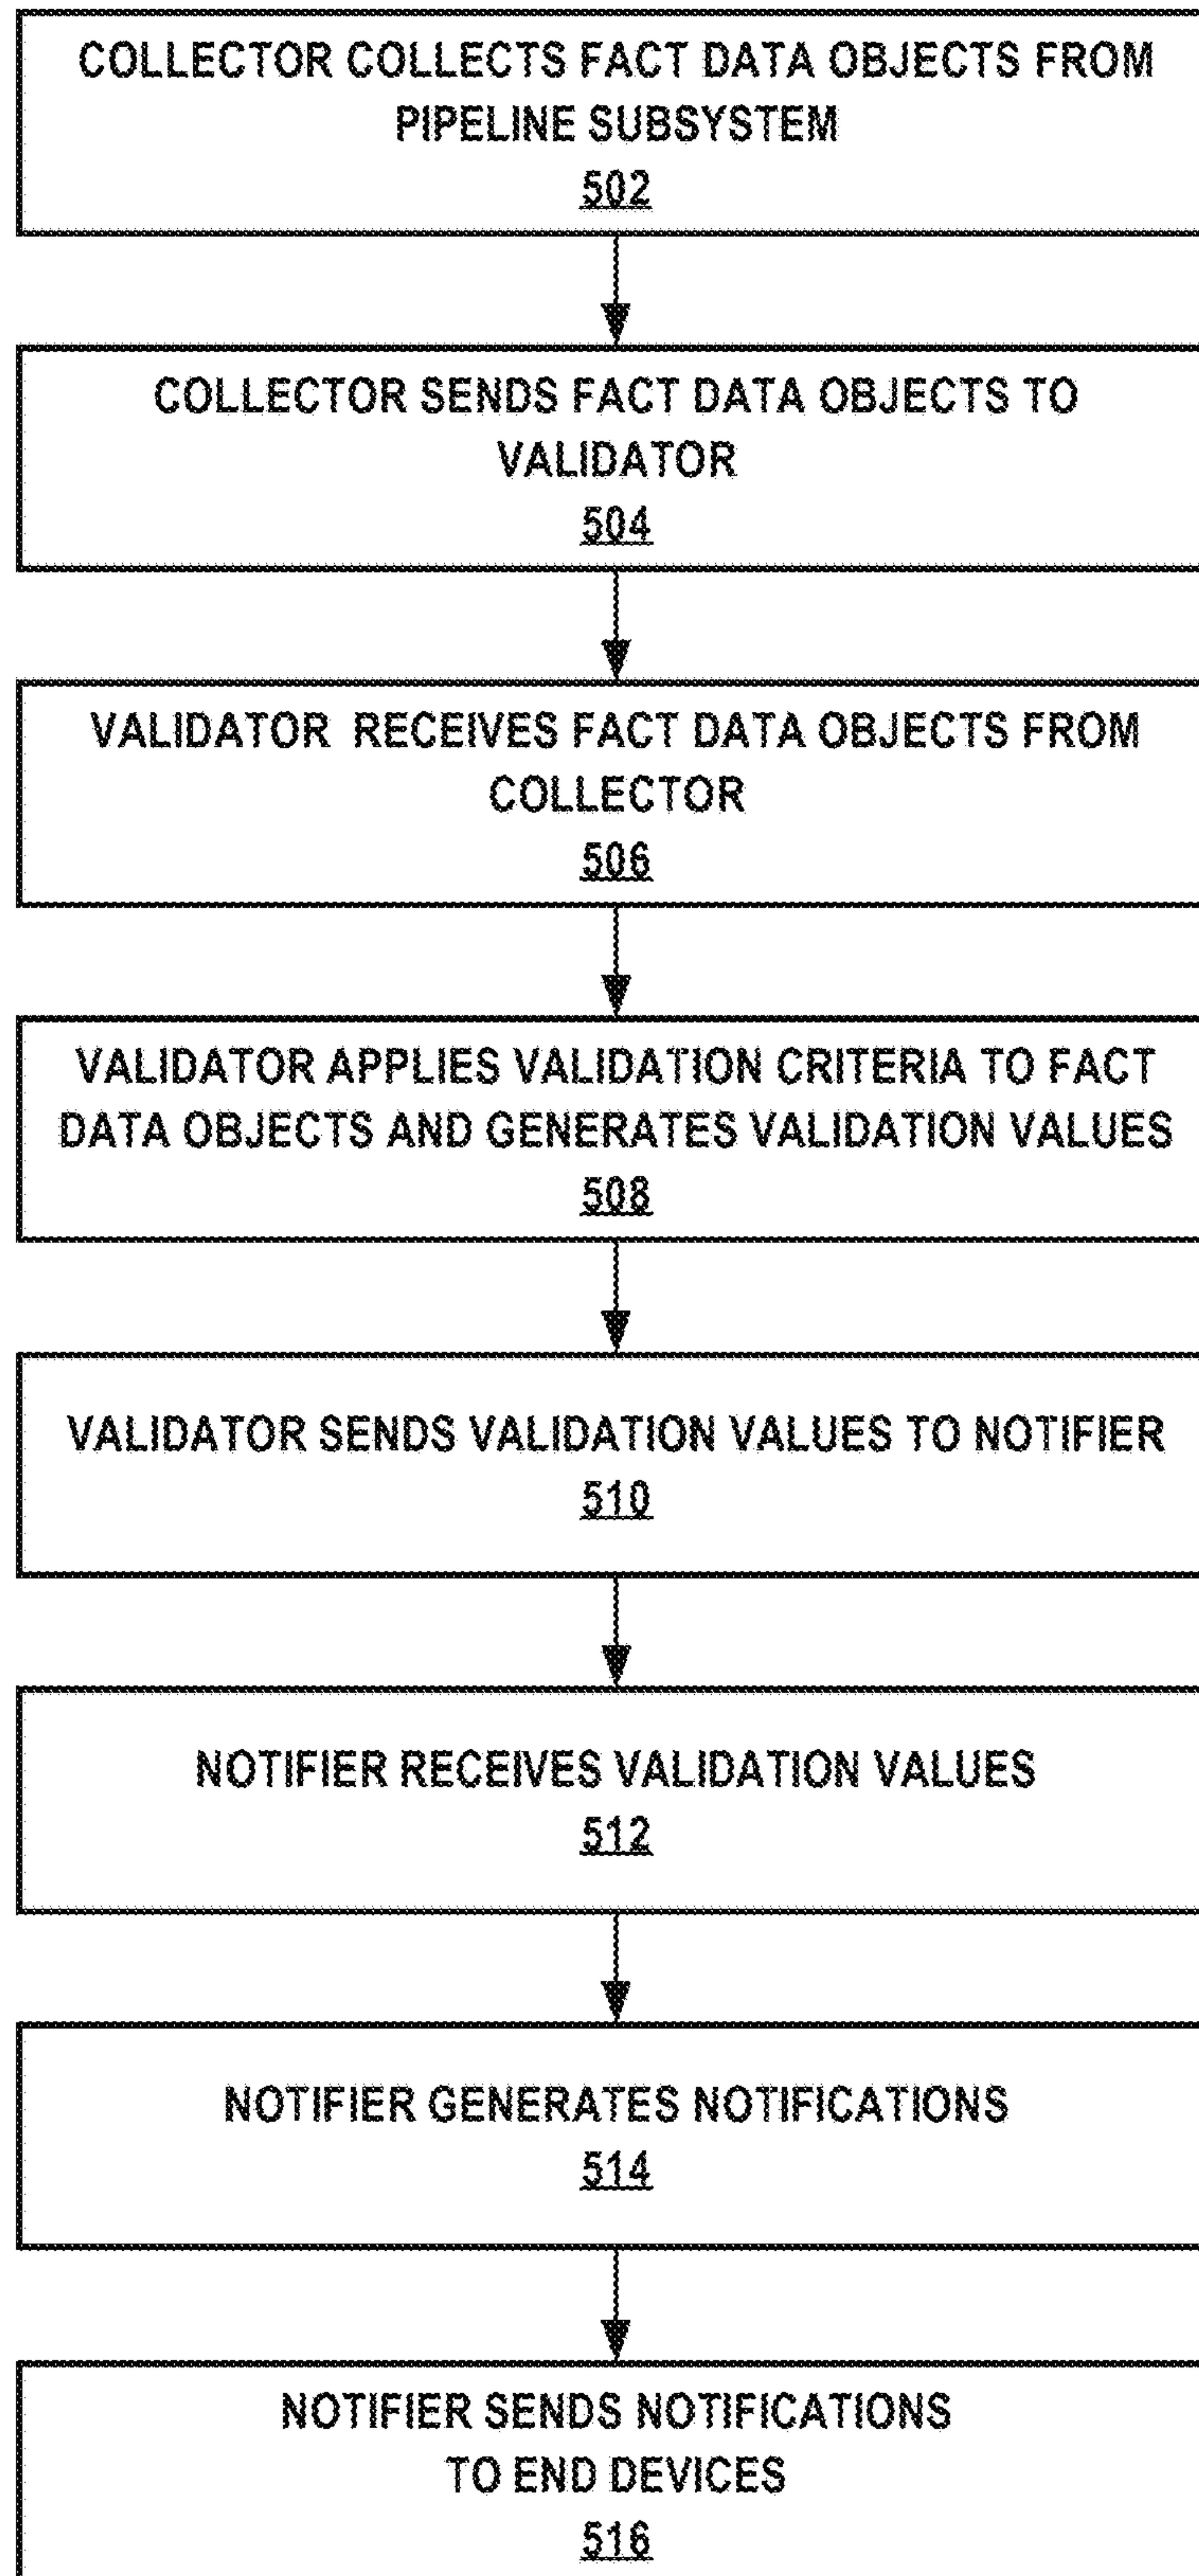 COLLECTOR COLLECTS FACT DATA OBJECTS FROM
PIPELINE SUBSYSTEM
502
COLLECTOR SENDS FACT DATA OBJECTS TO
VALIDATOR
504
VALIDATOR RECEIVES FACT DATA OBJECTS FROM
COLLECTOR
506
VALIDATOR APPLIES VALIDATION CRITERIA TO FACT
DATA OBJECTS AND GENERATES VALIDATION VALUES
508
VALIDATOR SENDS VALIDATION VALUES TO NOTIFIER
510
NOTIFIER RECEIVES VALIDATION VALUES
512
NOTIFIER GENERATES NOTIFICATIONS
514
NOTIFIER SENDS NOTIFICATIONS
TO END DEVICES
516